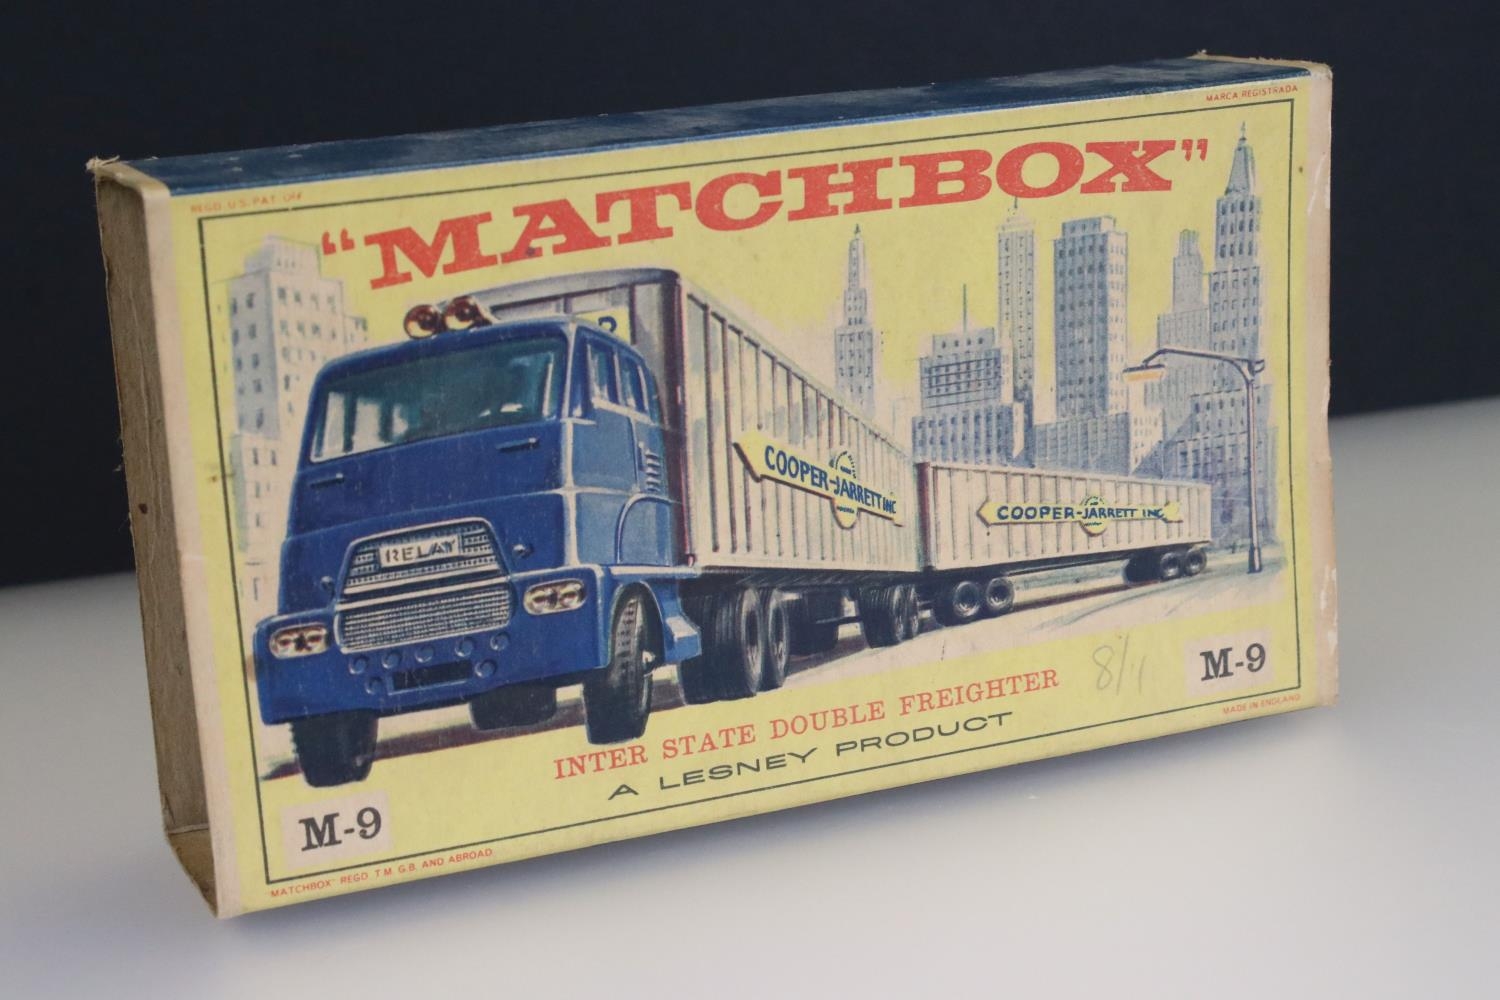 REGD. U.S. PAT. OFF
MARCA REGISTRADA
"MATCHBOX"
COOPER-JARRETT INC
COOPER-JARRETT INC
RELAY
8/11
M-9
INTER STATE DOUBLE FREIGHTER
A LESNEY PRODUCT
M-9
MADE IN ENGLAND
MATCHBOX" REGD. T.M. G.B. AND ABROAD